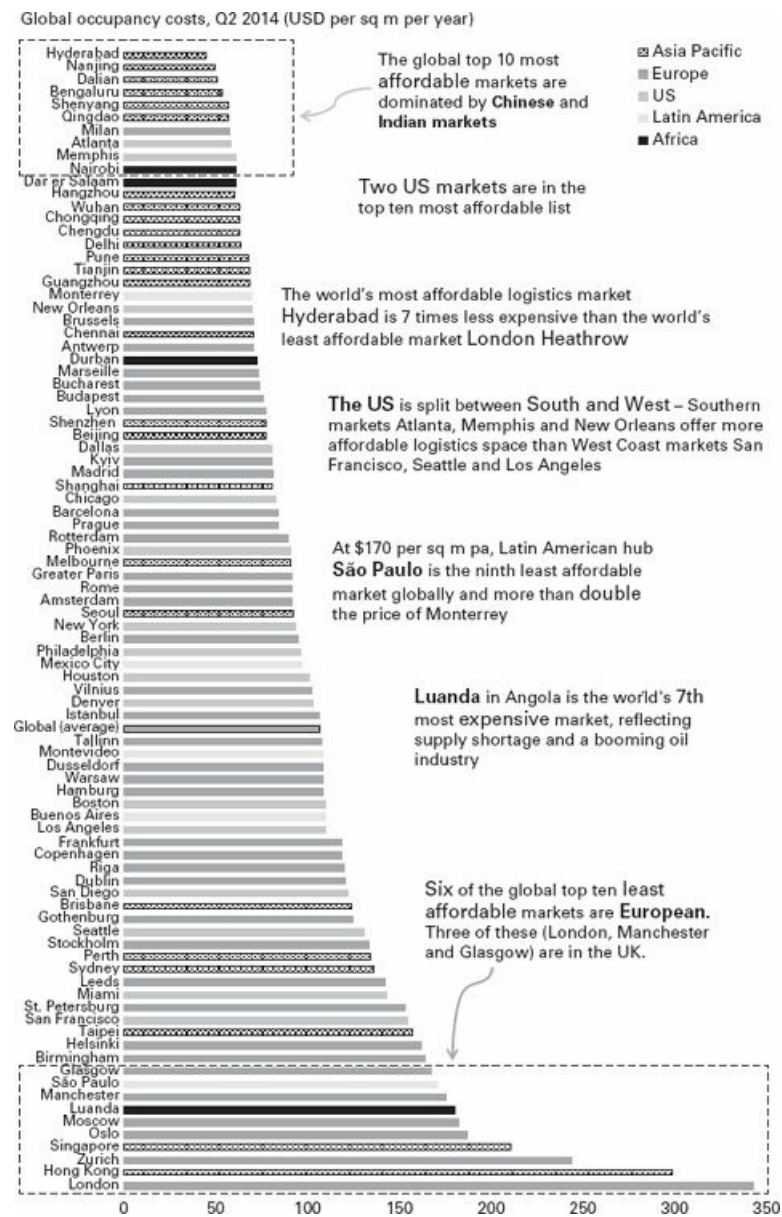 Global occupancy costs, Q2 2014 (USD per sq m per year)
Hyderabad
Nanjing
Dalian
Bengaluru
Shenyang
Qingdao
Milan
Atlanta
Memphis
Nairobi
Dar er Salaam
Hangzhou
Wuhan
Chongqing
Chengdu
Delhi
Pune
Tianjin
Guangzhou
Monterrey
New Orleans
Brussels
Chennai
Antwerp
Durban
Marseille
Bucharest
Budapest
Lyon
Shenzhen
Beijing
Dallas
Kyiv
Madrid
Shanghai
Chicago
Barcelona
Prague
Rotterdam
Phoenix
Melbourne
Greater Paris
Rome
Amsterdam
Seoul
New York
Berlin
Philadelphia
Mexico City
Houston
Vilnius
Denver
Istanbul
Global (average)
Tallinn
Montevideo
Dusseldorf
Warsaw
Hamburg
Boston
Buenos Aires
Los Angeles
Frankfurt
Copenhagen
Riga
Dublin
San Diego
Brisbane
Gothenburg
Seattle
Stockholm
Perth
Sydney
Leeds
Miami
St. Petersburg
San Francisco
Taipei
Helsinki
Birmingham
Glasgow
São Paulo
Manchester
Luanda
Moscow
Oslo
Singapore
Zurich
Hong Kong
London
0 50 100 150 200 250 300 350
The global top 10 most
affordable markets are
dominated by Chinese and
Indian markets
Asia Pacific
Europe
US
Latin America
Africa
Two US markets are in the
top ten most affordable list
The world's most affordable logistics market
Hyderabad is 7 times less expensive than the world's
least affordable market London Heathrow
The US is split between South and West – Southern
markets Atlanta, Memphis and New Orleans offer more
affordable logistics space than West Coast markets San
Francisco, Seattle and Los Angeles
At $170 per sq m pa, Latin American hub
São Paulo is the ninth least affordable
market globally and more than double
the price of Monterrey
Luanda in Angola is the world's 7th
most expensive market, reflecting
supply shortage and a booming oil
industry
Six of the global top ten least
affordable markets are European.
Three of these (London, Manchester
and Glasgow) are in the UK.